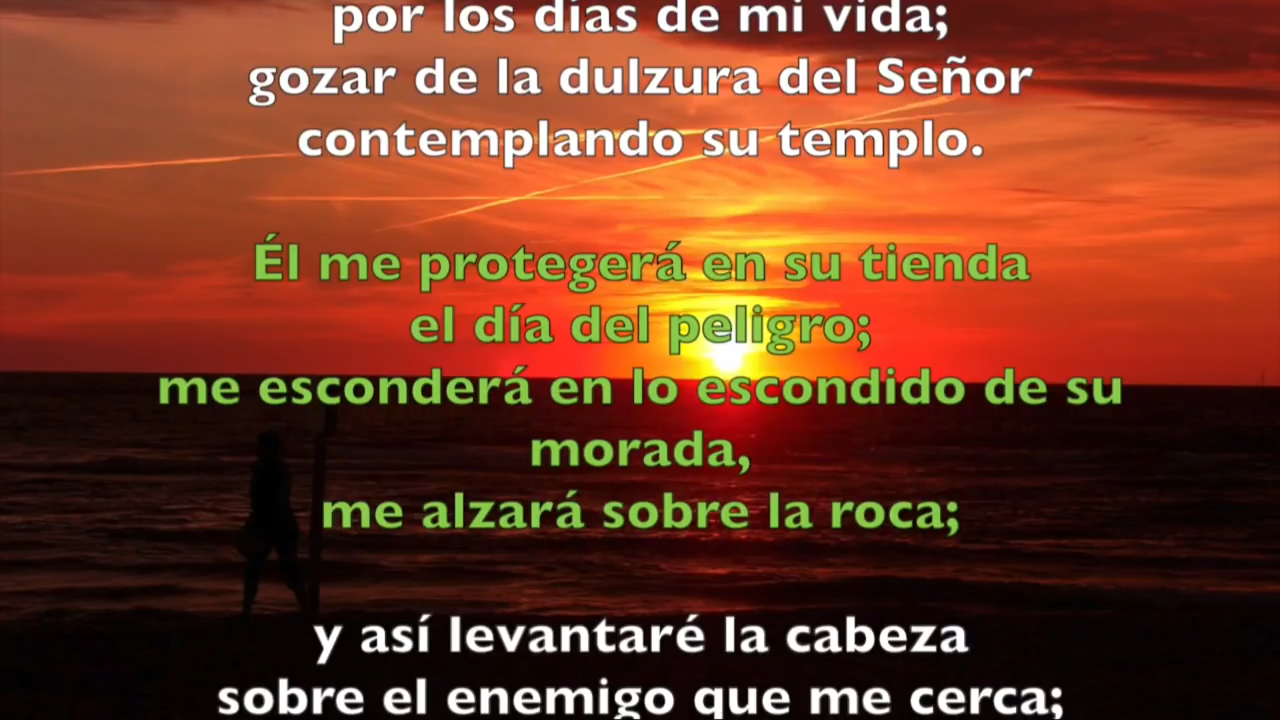 por los días de mi vida;
gozar de la dulzura del Señor
contemplando su templo.
Él me protegerá en su tienda
el día del peligro;
me esconderá en lo escondido de su
morada,
me alzará sobre la roca;
y así levantaré la cabeza
sobre el enemigo que me cerca;